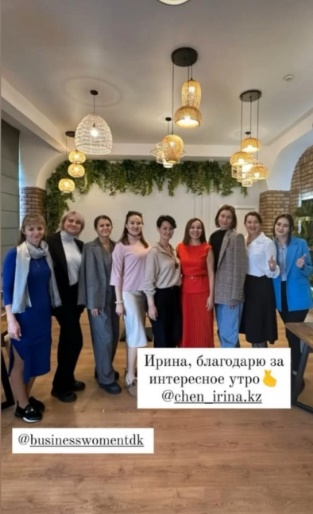 Ирина, благодарю за
интересное утро🫰
@chen_irina.kz
@businesswomentdk